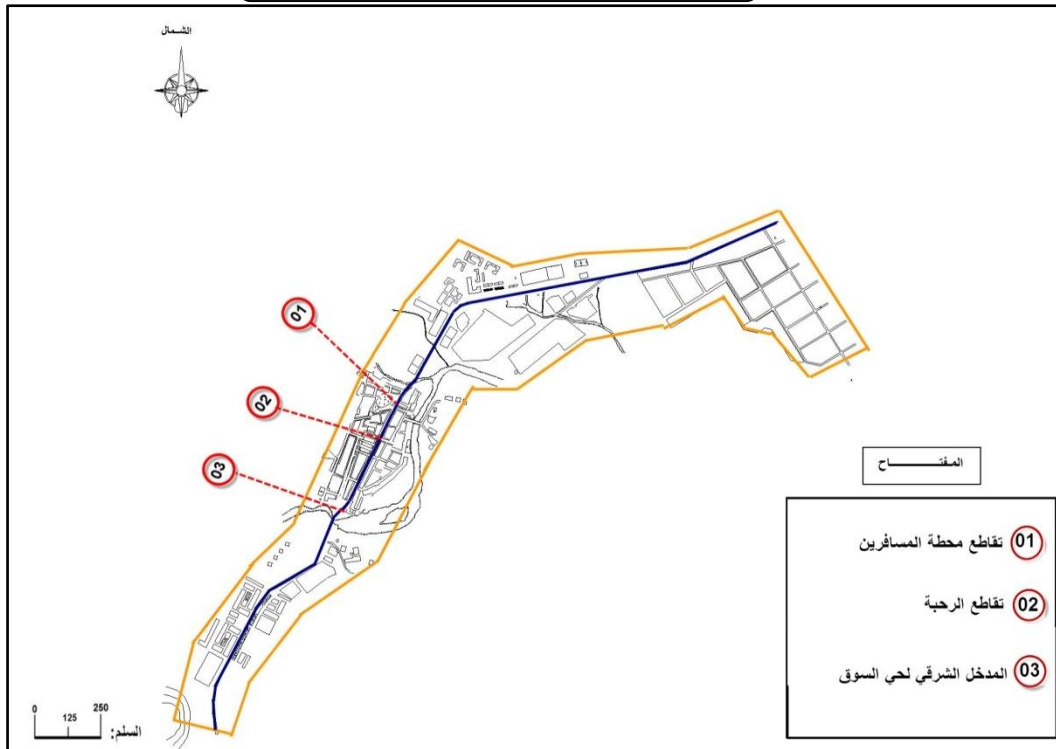 الشمال
01
02
03
المفتاح
01 تقاطع محطة المسافرين
02 تقاطع الرحبة
03 المدخل الشرقي لحي السوق
السلم:
0 125 250